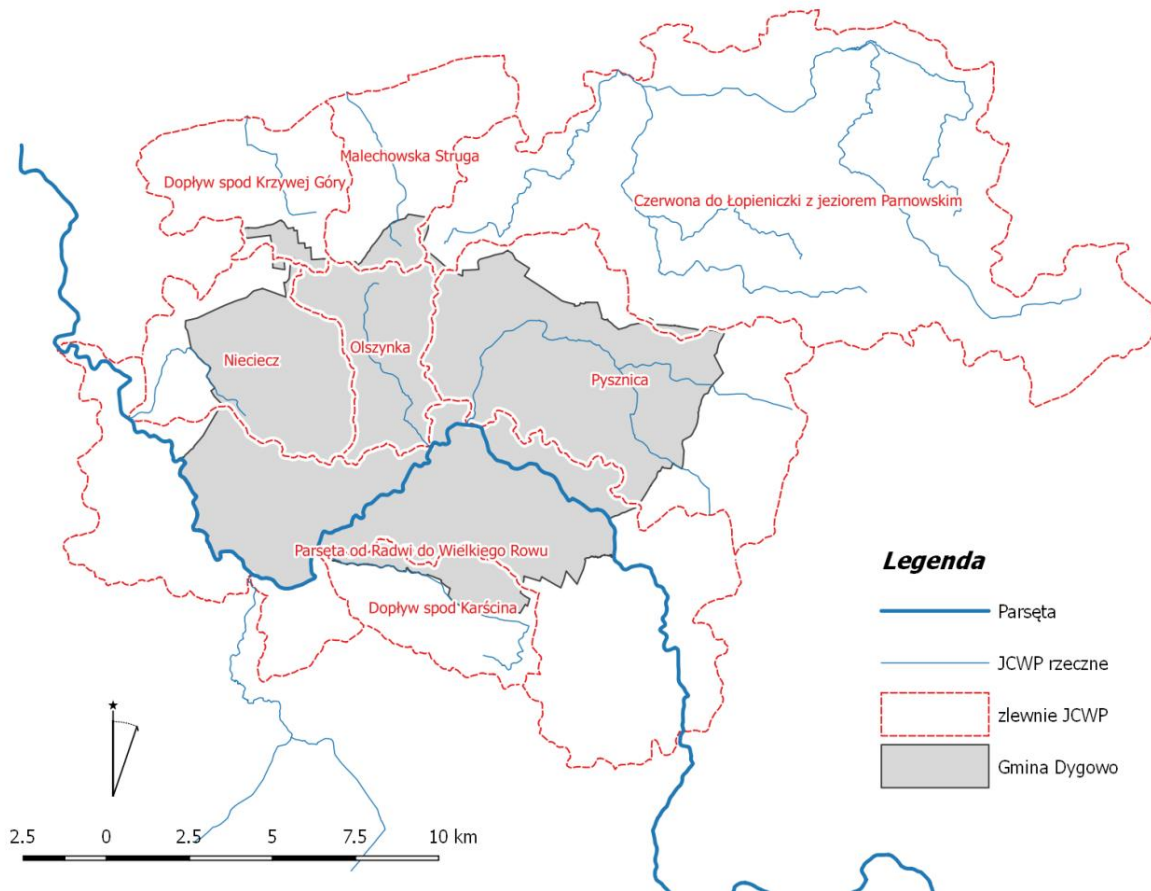 Malechowska Struga
Dopływ spod Krzywej Góry
Czerwona do Łopieniczki z jeziorem Parnowskim
Olszynka
Nieciecz
Pysznica
Parsęta od Radwi do Wielkiego Rowu
Dopływ spod Karścina
Legenda
Parsęta
JCWP rzeczne
zlewnie JCWP
Gmina Dygowo
2.5 0 2.5 5 7.5 10 km